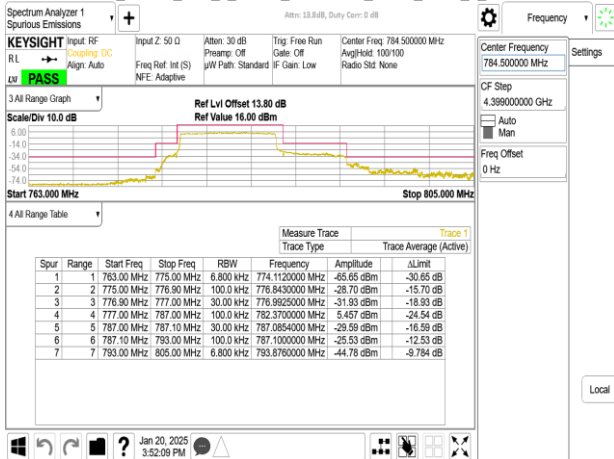 Spectrum Analyzer 1
Spurious Emissions
Attn: 13.8dB, Duty Corr: 0 dB
Frequency
KEYSIGHT
RL
PASS
Input: RF
Coupling: DC
Align: Auto
Input Z: 50 Ω
Freq Ref: Int (S)
NFE: Adaptive
Atten: 30 dB
Preamp: Off
µW Path: Standard
Trig: Free Run
Gate: Off
IF Gain: Low
Center Freq: 784.500000 MHz
Avg|Hold: 100/100
Radio Std: None
Center Frequency
784.500000 MHz
Settings
CF Step
4.399000000 GHz
Auto
Man
Freq Offset
0 Hz
3 All Range Graph
Scale/Div 10.0 dB
Ref Lvl Offset 13.80 dB
Ref Value 16.00 dBm
6.00
-14.0
-34.0
-54.0
-74.0
Start 763.000 MHz
Stop 805.000 MHz
4 All Range Table
Measure Trace Trace 1
Trace Type Trace Average (Active)
Spur Range Start Freq Stop Freq RBW Frequency Amplitude ΔLimit
1 1 763.00 MHz 775.00 MHz 6.800 kHz 774.1120000 MHz -65.65 dBm -30.65 dB
2 2 775.00 MHz 776.90 MHz 100.0 kHz 776.8430000 MHz -28.70 dBm -15.70 dB
3 3 776.90 MHz 777.00 MHz 30.00 kHz 776.9925000 MHz -31.93 dBm -18.93 dB
4 4 777.00 MHz 787.00 MHz 100.0 kHz 782.3700000 MHz 5.457 dBm -24.54 dB
5 5 787.00 MHz 787.10 MHz 30.00 kHz 787.0854000 MHz -29.59 dBm -16.59 dB
6 6 787.10 MHz 793.00 MHz 100.0 kHz 787.1000000 MHz -25.53 dBm -12.53 dB
7 7 793.00 MHz 805.00 MHz 6.800 kHz 793.8760000 MHz -44.78 dBm -9.784 dB
Local
Jan 20, 2025
3:52:09 PM